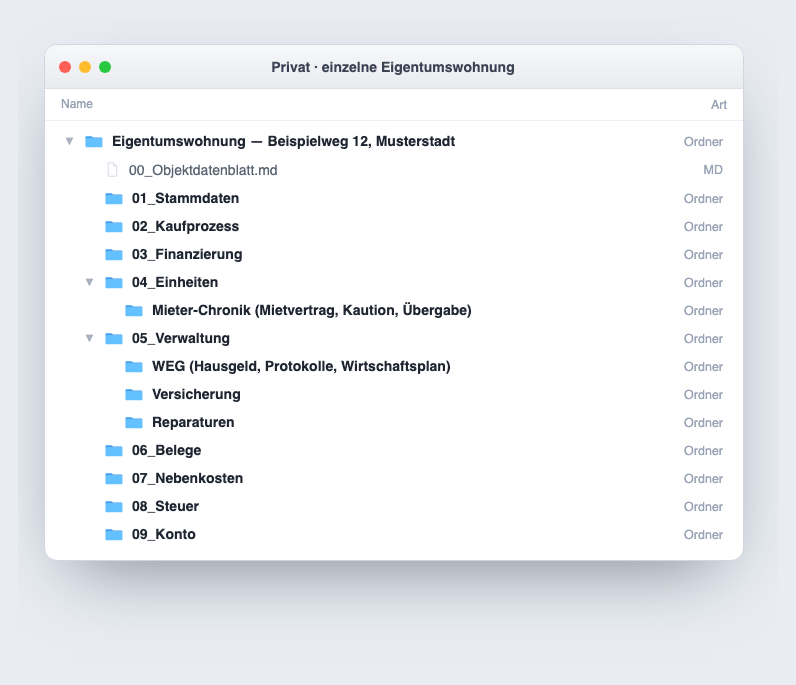 Privat · einzelne Eigentumswohnung
Name Art
Eigentumswohnung — Beispielweg 12, Musterstadt Ordner
00_Objektdatenblatt.md MD
01_Stammdaten Ordner
02_Kaufprozess Ordner
03_Finanzierung Ordner
04_Einheiten Ordner
Mieter-Chronik (Mietvertrag, Kaution, Übergabe) Ordner
05_Verwaltung Ordner
WEG (Hausgeld, Protokolle, Wirtschaftsplan) Ordner
Versicherung Ordner
Reparaturen Ordner
06_Belege Ordner
07_Nebenkosten Ordner
08_Steuer Ordner
09_Konto Ordner